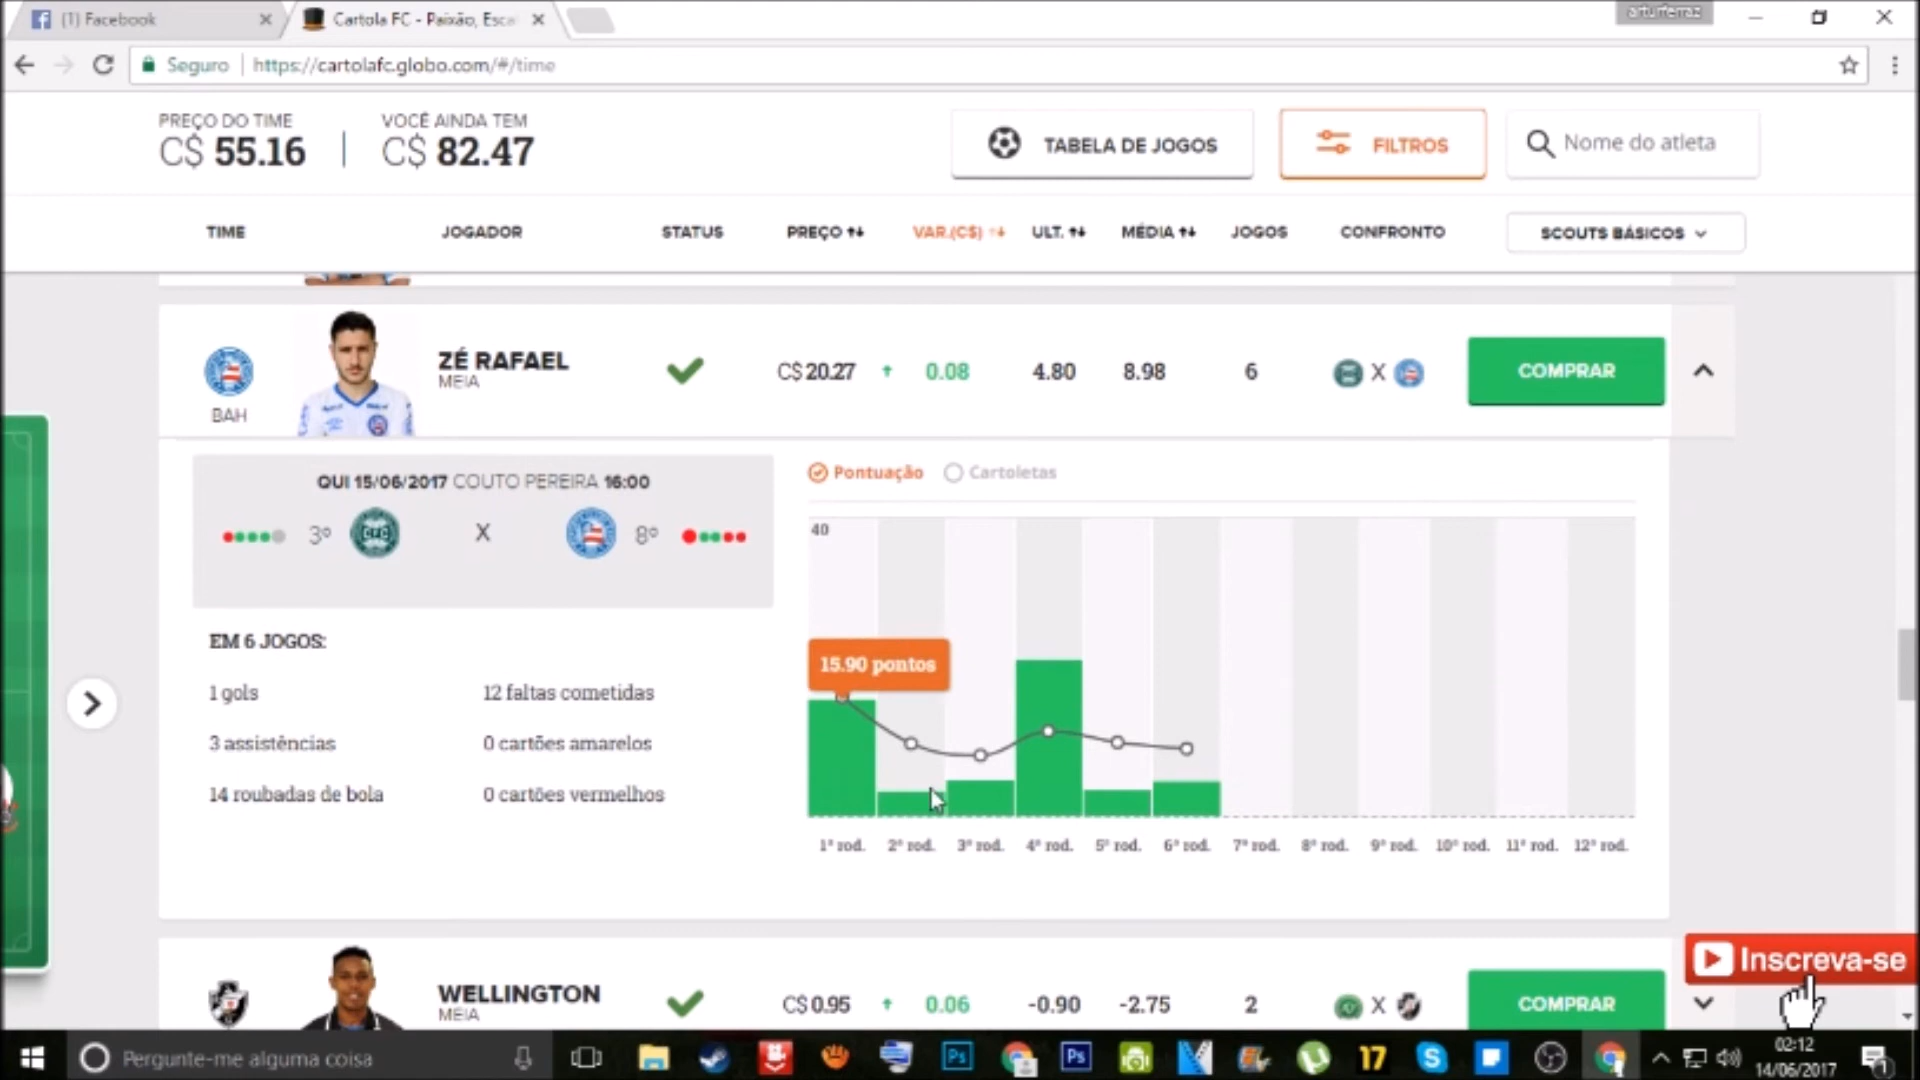 (1) Facebook
Cartola FC - Paixão, Esca
arturferraz
Seguro
https://cartolafc.globo.com/#/time
PREÇO DO TIME
C$ 55.16
VOCÊ AINDA TEM
C$ 82.47
TABELA DE JOGOS
FILTROS
Nome do atleta
TIME JOGADOR STATUS PREÇO VAR.(C$) ULT. MÉDIA JOGOS CONFRONTO SCOUTS BÁSICOS
BAH
ZÉ RAFAEL
MEIA
C$ 20.27 0.08 4.80 8.98 6 X COMPRAR
QUI 15/06/2017 COUTO PEREIRA 16:00
3º CFC X 8º
EM 6 JOGOS:
1 gols
12 faltas cometidas
3 assistências
0 cartões amarelos
14 roubadas de bola
0 cartões vermelhos
Pontuação Cartoletas
40
15.90 pontos
1ª rod. 2ª rod. 3ª rod. 4ª rod. 5ª rod. 6ª rod. 7ª rod. 8ª rod. 9ª rod. 10ª rod. 11ª rod. 12ª rod.
WELLINGTON
MEIA
C$ 0.95 0.06 -0.90 -2.75 2 X COMPRAR
Inscreva-se
Pergunte-me alguma coisa
Ps
Ps
17
02:12
14/06/2017
1